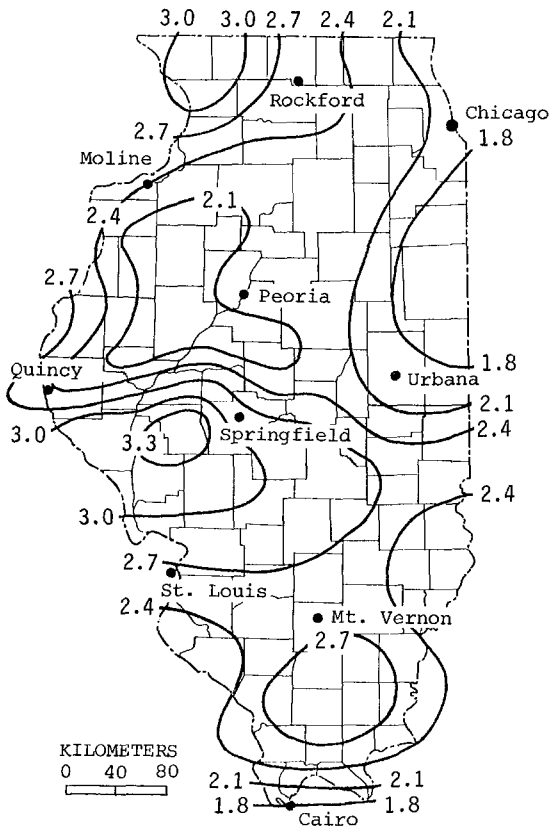 3.0 3.0 2.7 2.4 2.1
Rockford
Chicago
2.7
1.8
Moline
2.1
2.4
2.7
Peoria
Quincy
1.8
Urbana
2.1
3.0
3.3
Springfield
2.4
2.4
3.0
2.7
St. Louis
2.4
Mt. Vernon
2.7
KILOMETERS
0 40 80
2.1 2.1
1.8 1.8
Cairo